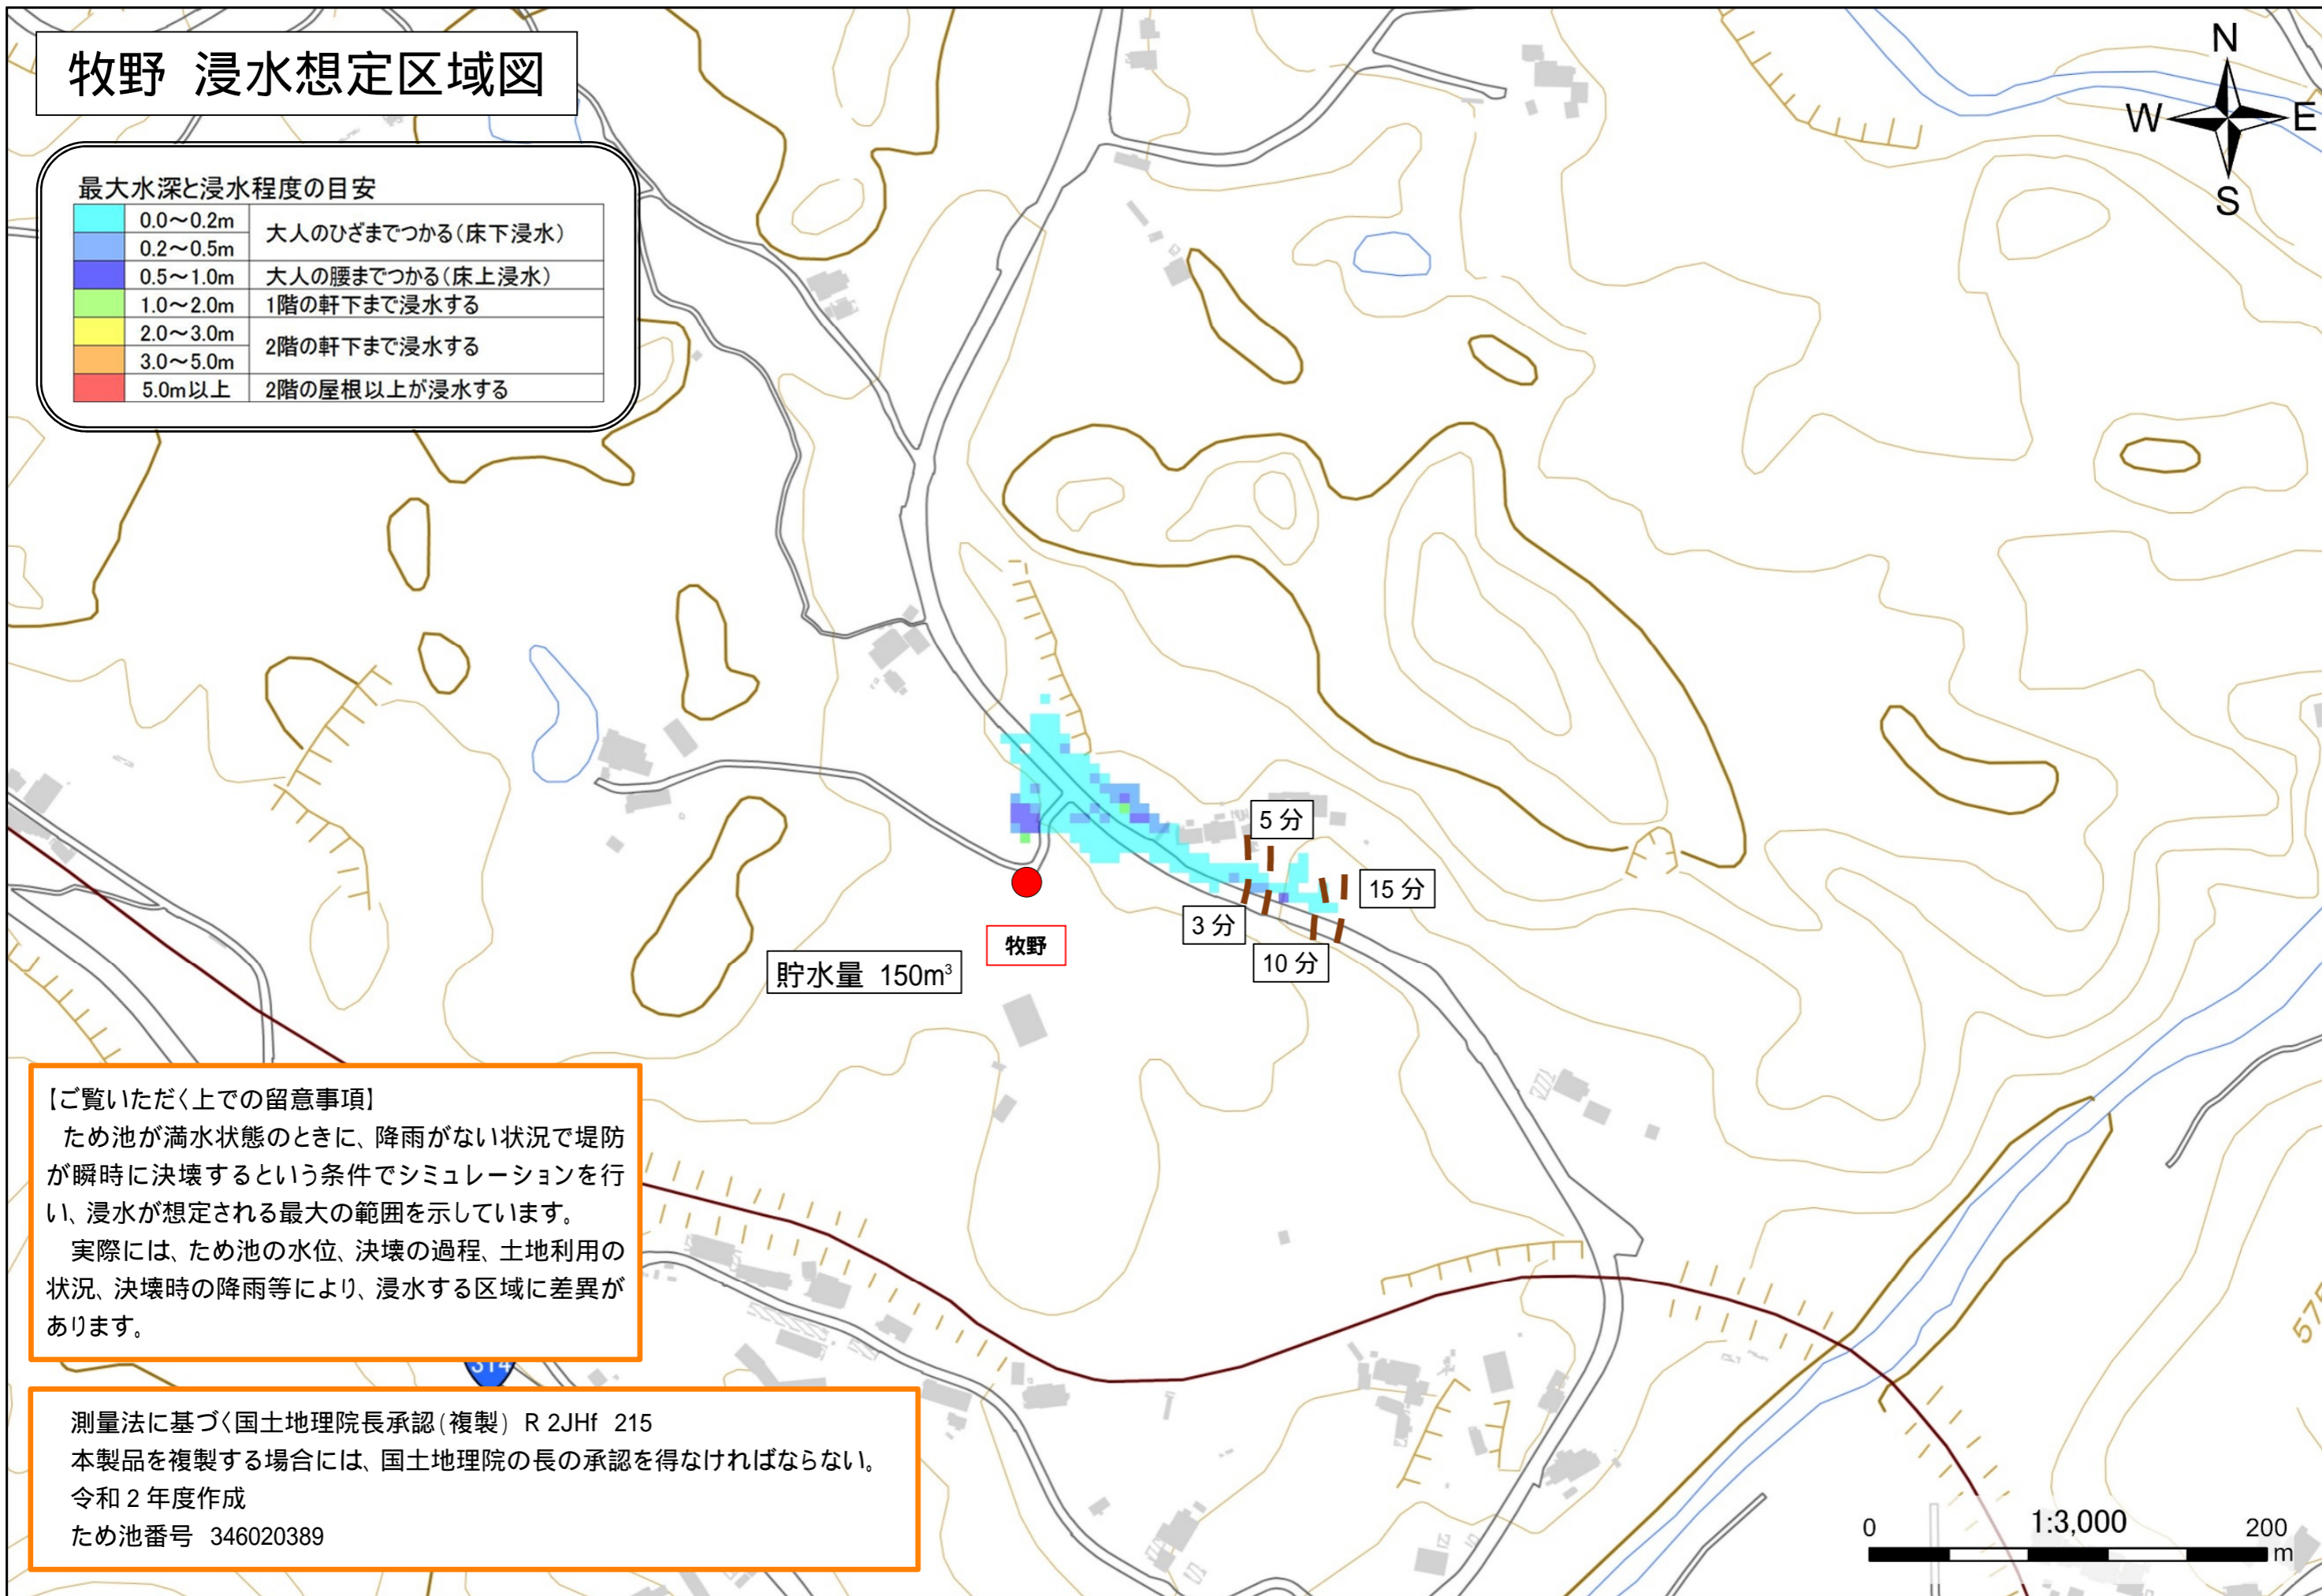 牧野 浸水想定区域図
N
W
E
S
最大水深と浸水程度の目安
0.0～0.2m
大人のひざまでつかる（床下浸水）
0.2～0.5m
0.5～1.0m 大人の腰までつかる（床上浸水）
1.0～2.0m 1階の軒下まで浸水する
2.0～3.0m
2階の軒下まで浸水する
3.0～5.0m
5.0m以上 2階の屋根以上が浸水する
5 分
15 分
3 分
10 分
牧野
貯水量 150m³
【ご覧いただく上での留意事項】
ため池が満水状態のときに、降雨がない状況で堤防
が瞬時に決壊するという条件でシミュレーションを行
い、浸水が想定される最大の範囲を示しています。
実際には、ため池の水位、決壊の過程、土地利用の
状況、決壊時の降雨等により、浸水する区域に差異が
あります。
314
測量法に基づく国土地理院長承認（複製） R 2JHf 215
本製品を複製する場合には、国土地理院の長の承認を得なければならない。
令和 2 年度作成
ため池番号 346020389
0 1:3,000 200
m